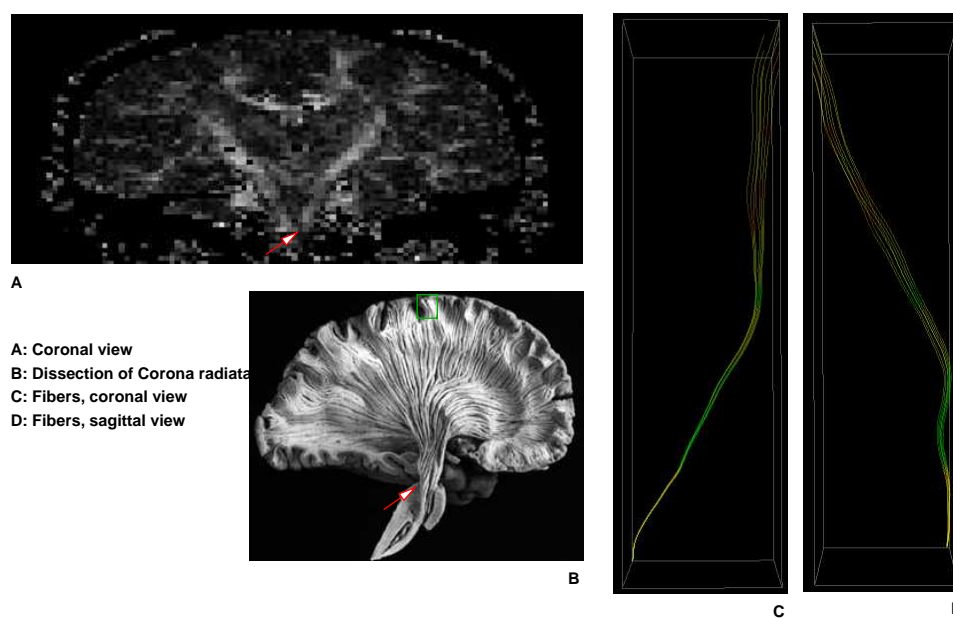 A
A: Coronal view
B: Dissection of Corona radiata
C: Fibers, coronal view
D: Fibers, sagittal view
B
C